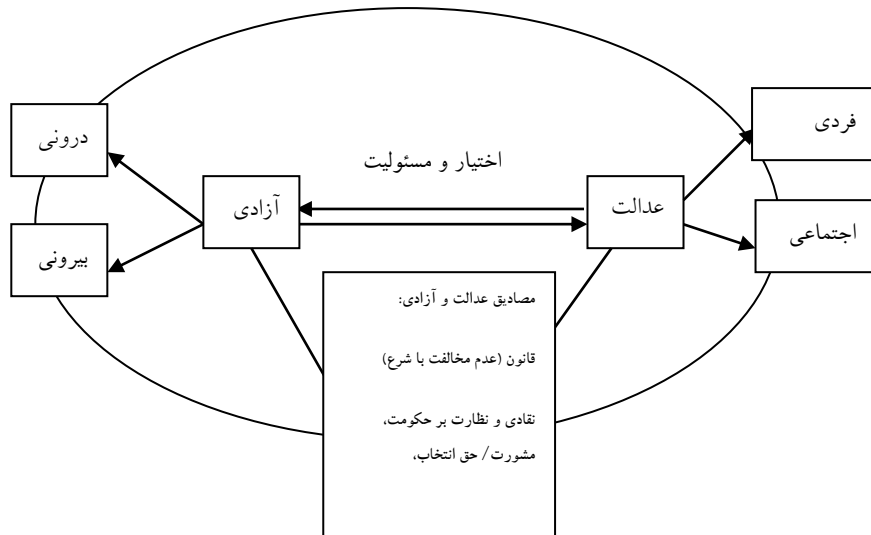 فردی
درونی
اختیار و مسئولیت
عدالت
آزادی
اجتماعی
بیرونی
مصادیق عدالت و آزادی:
قانون (عدم مخالفت با شرع)
نقادی و نظارت بر حکومت،
مشورت/ حق انتخاب،